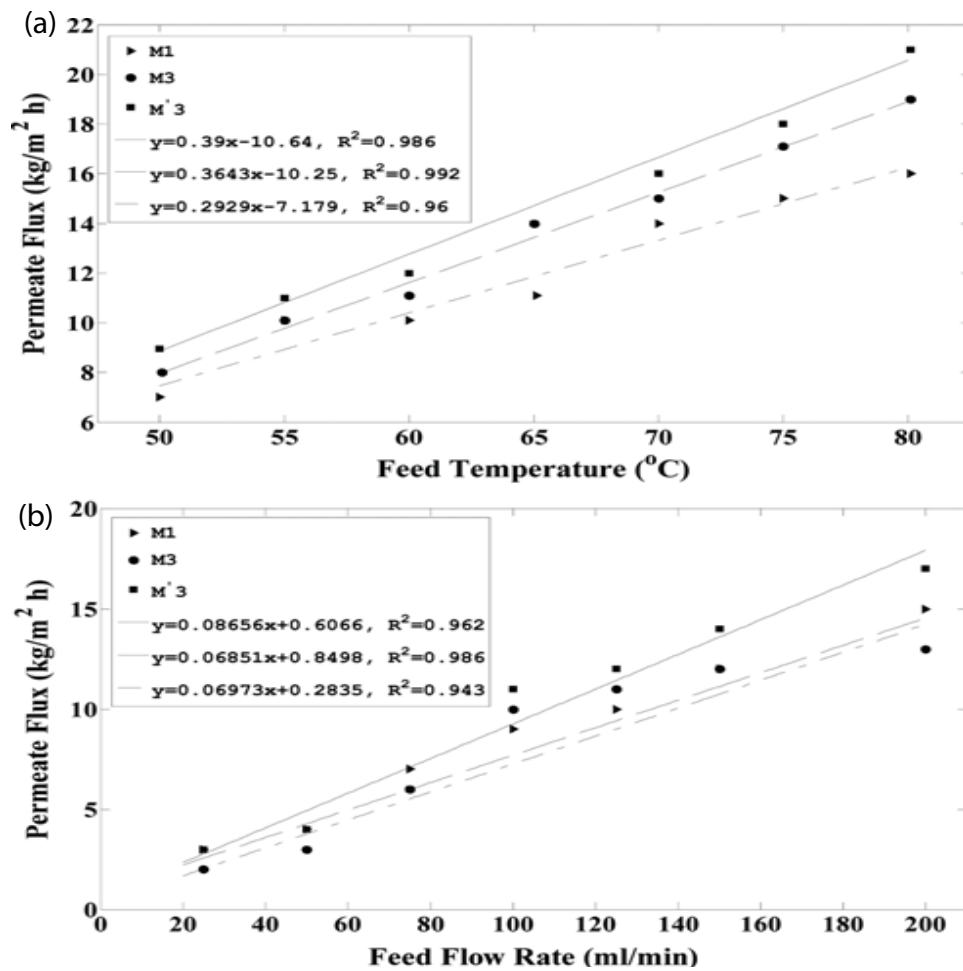 (a)
22
20
18
16
14
12
10
8
6
Permeate Flux (kg/m² h)
M1
M3
M*3
y=0.39x-10.64, R²=0.986
y=0.3643x-10.25, R²=0.992
y=0.2929x-7.179, R²=0.96
50 55 60 65 70 75 80
Feed Temperature (°C)
(b)
20
15
10
5
0
Permeate Flux (kg/m² h)
M1
M3
M*3
y=0.08656x+0.6066, R²=0.962
y=0.06851x+0.8498, R²=0.986
y=0.06973x+0.2835, R²=0.943
0 20 40 60 80 100 120 140 160 180 200
Feed Flow Rate (ml/min)